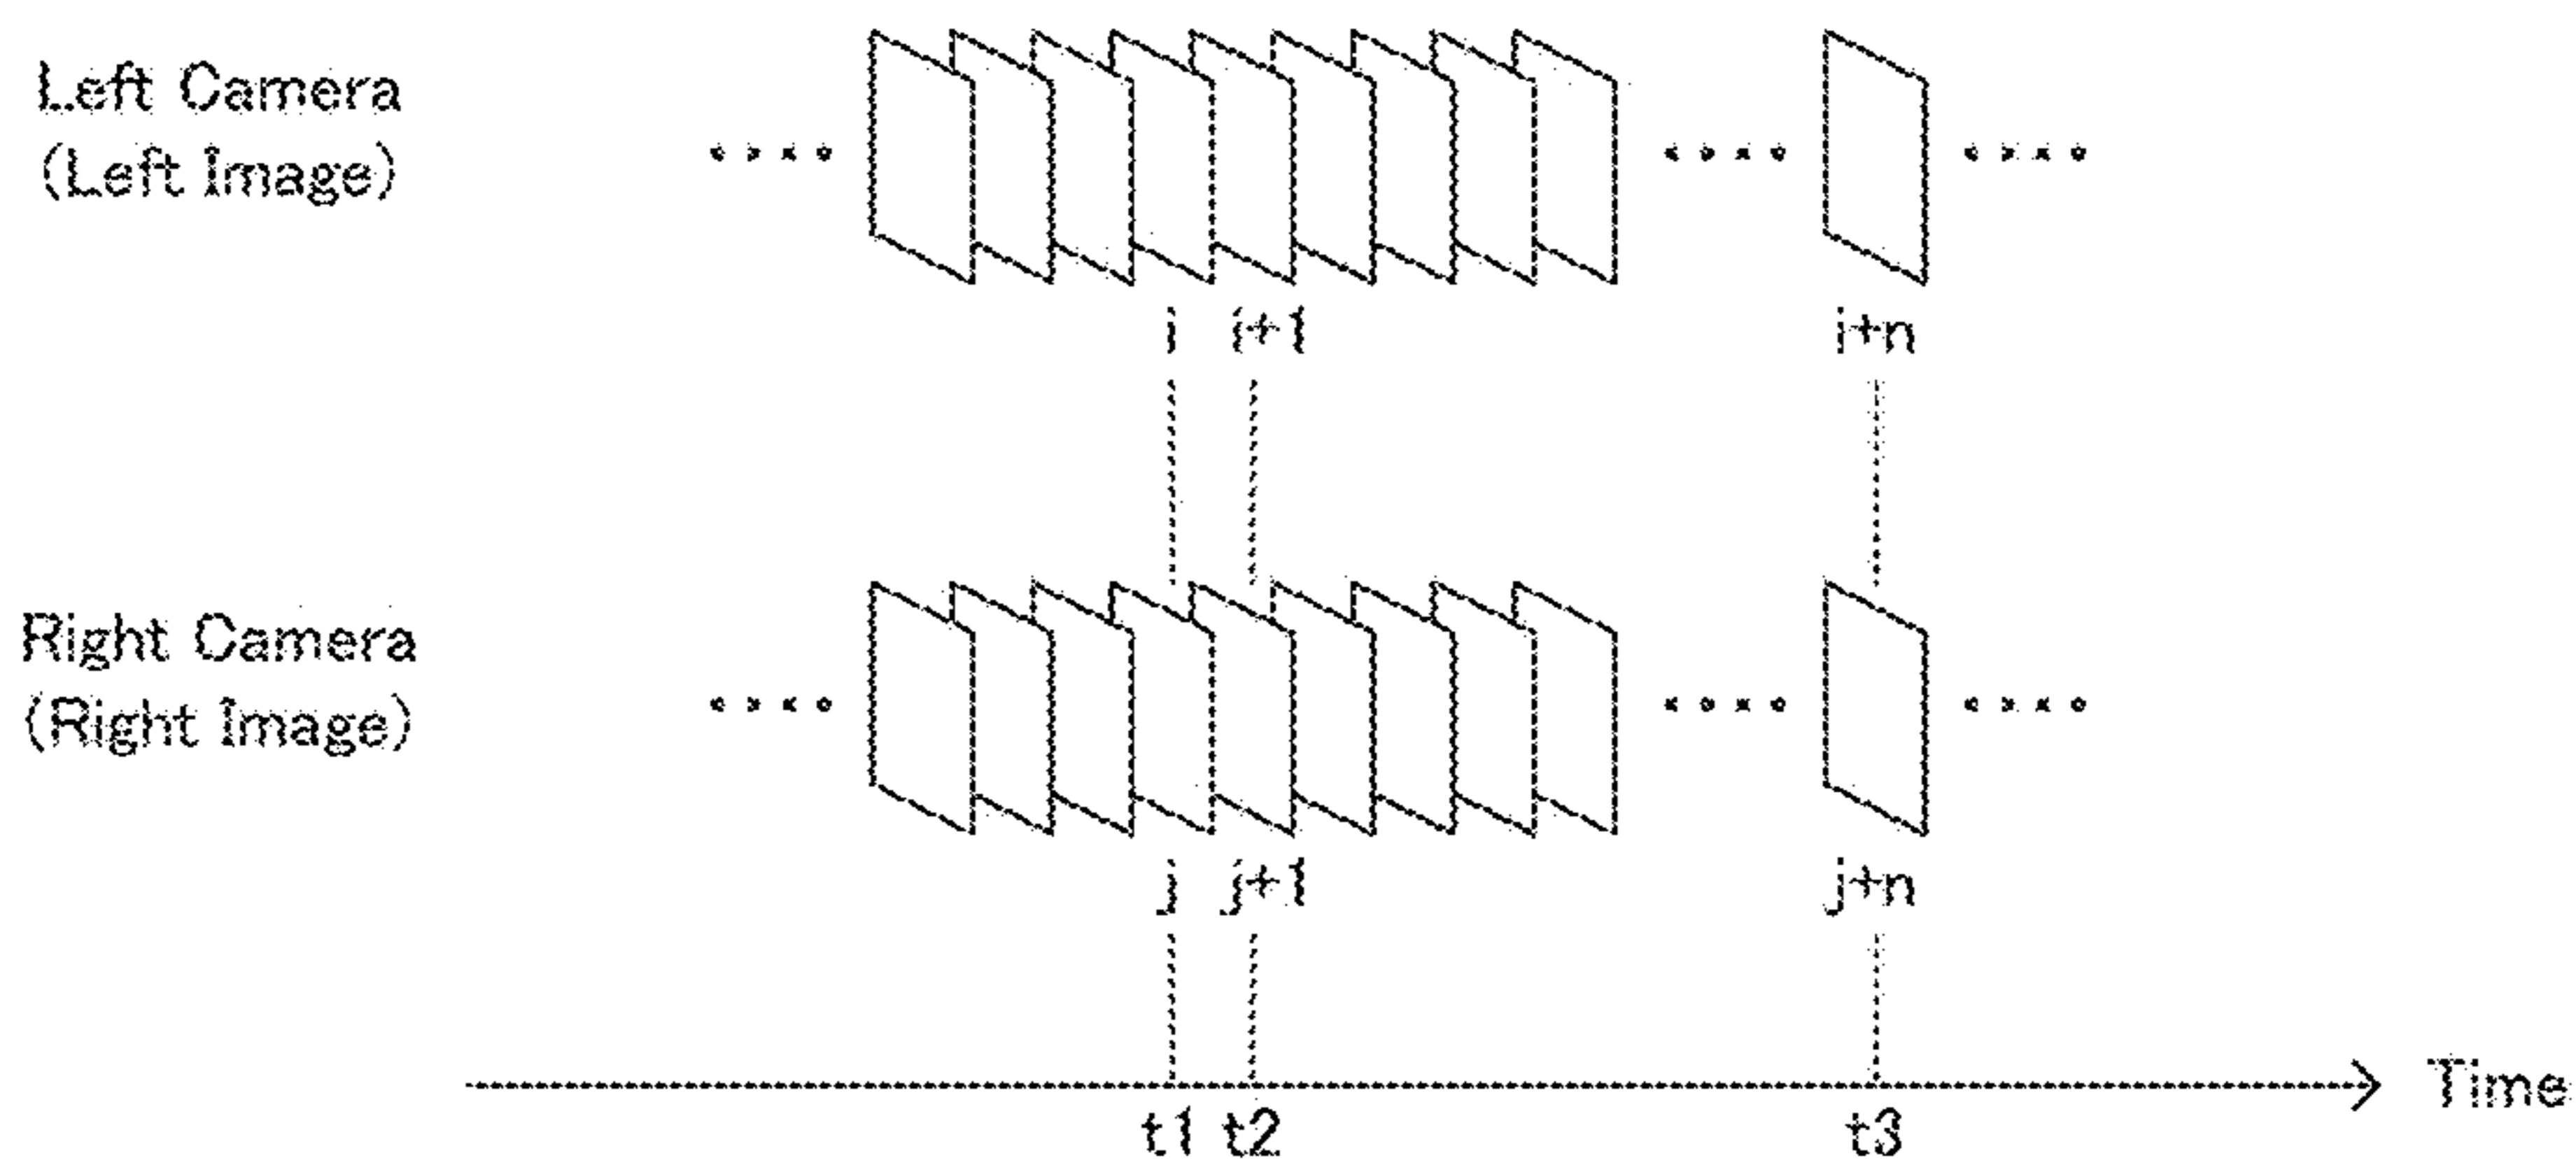 Left Camera
(Left Image)
i i+1 i+n
Right Camera
(Right Image)
j j+1 j+n
Time
t1 t2 t3